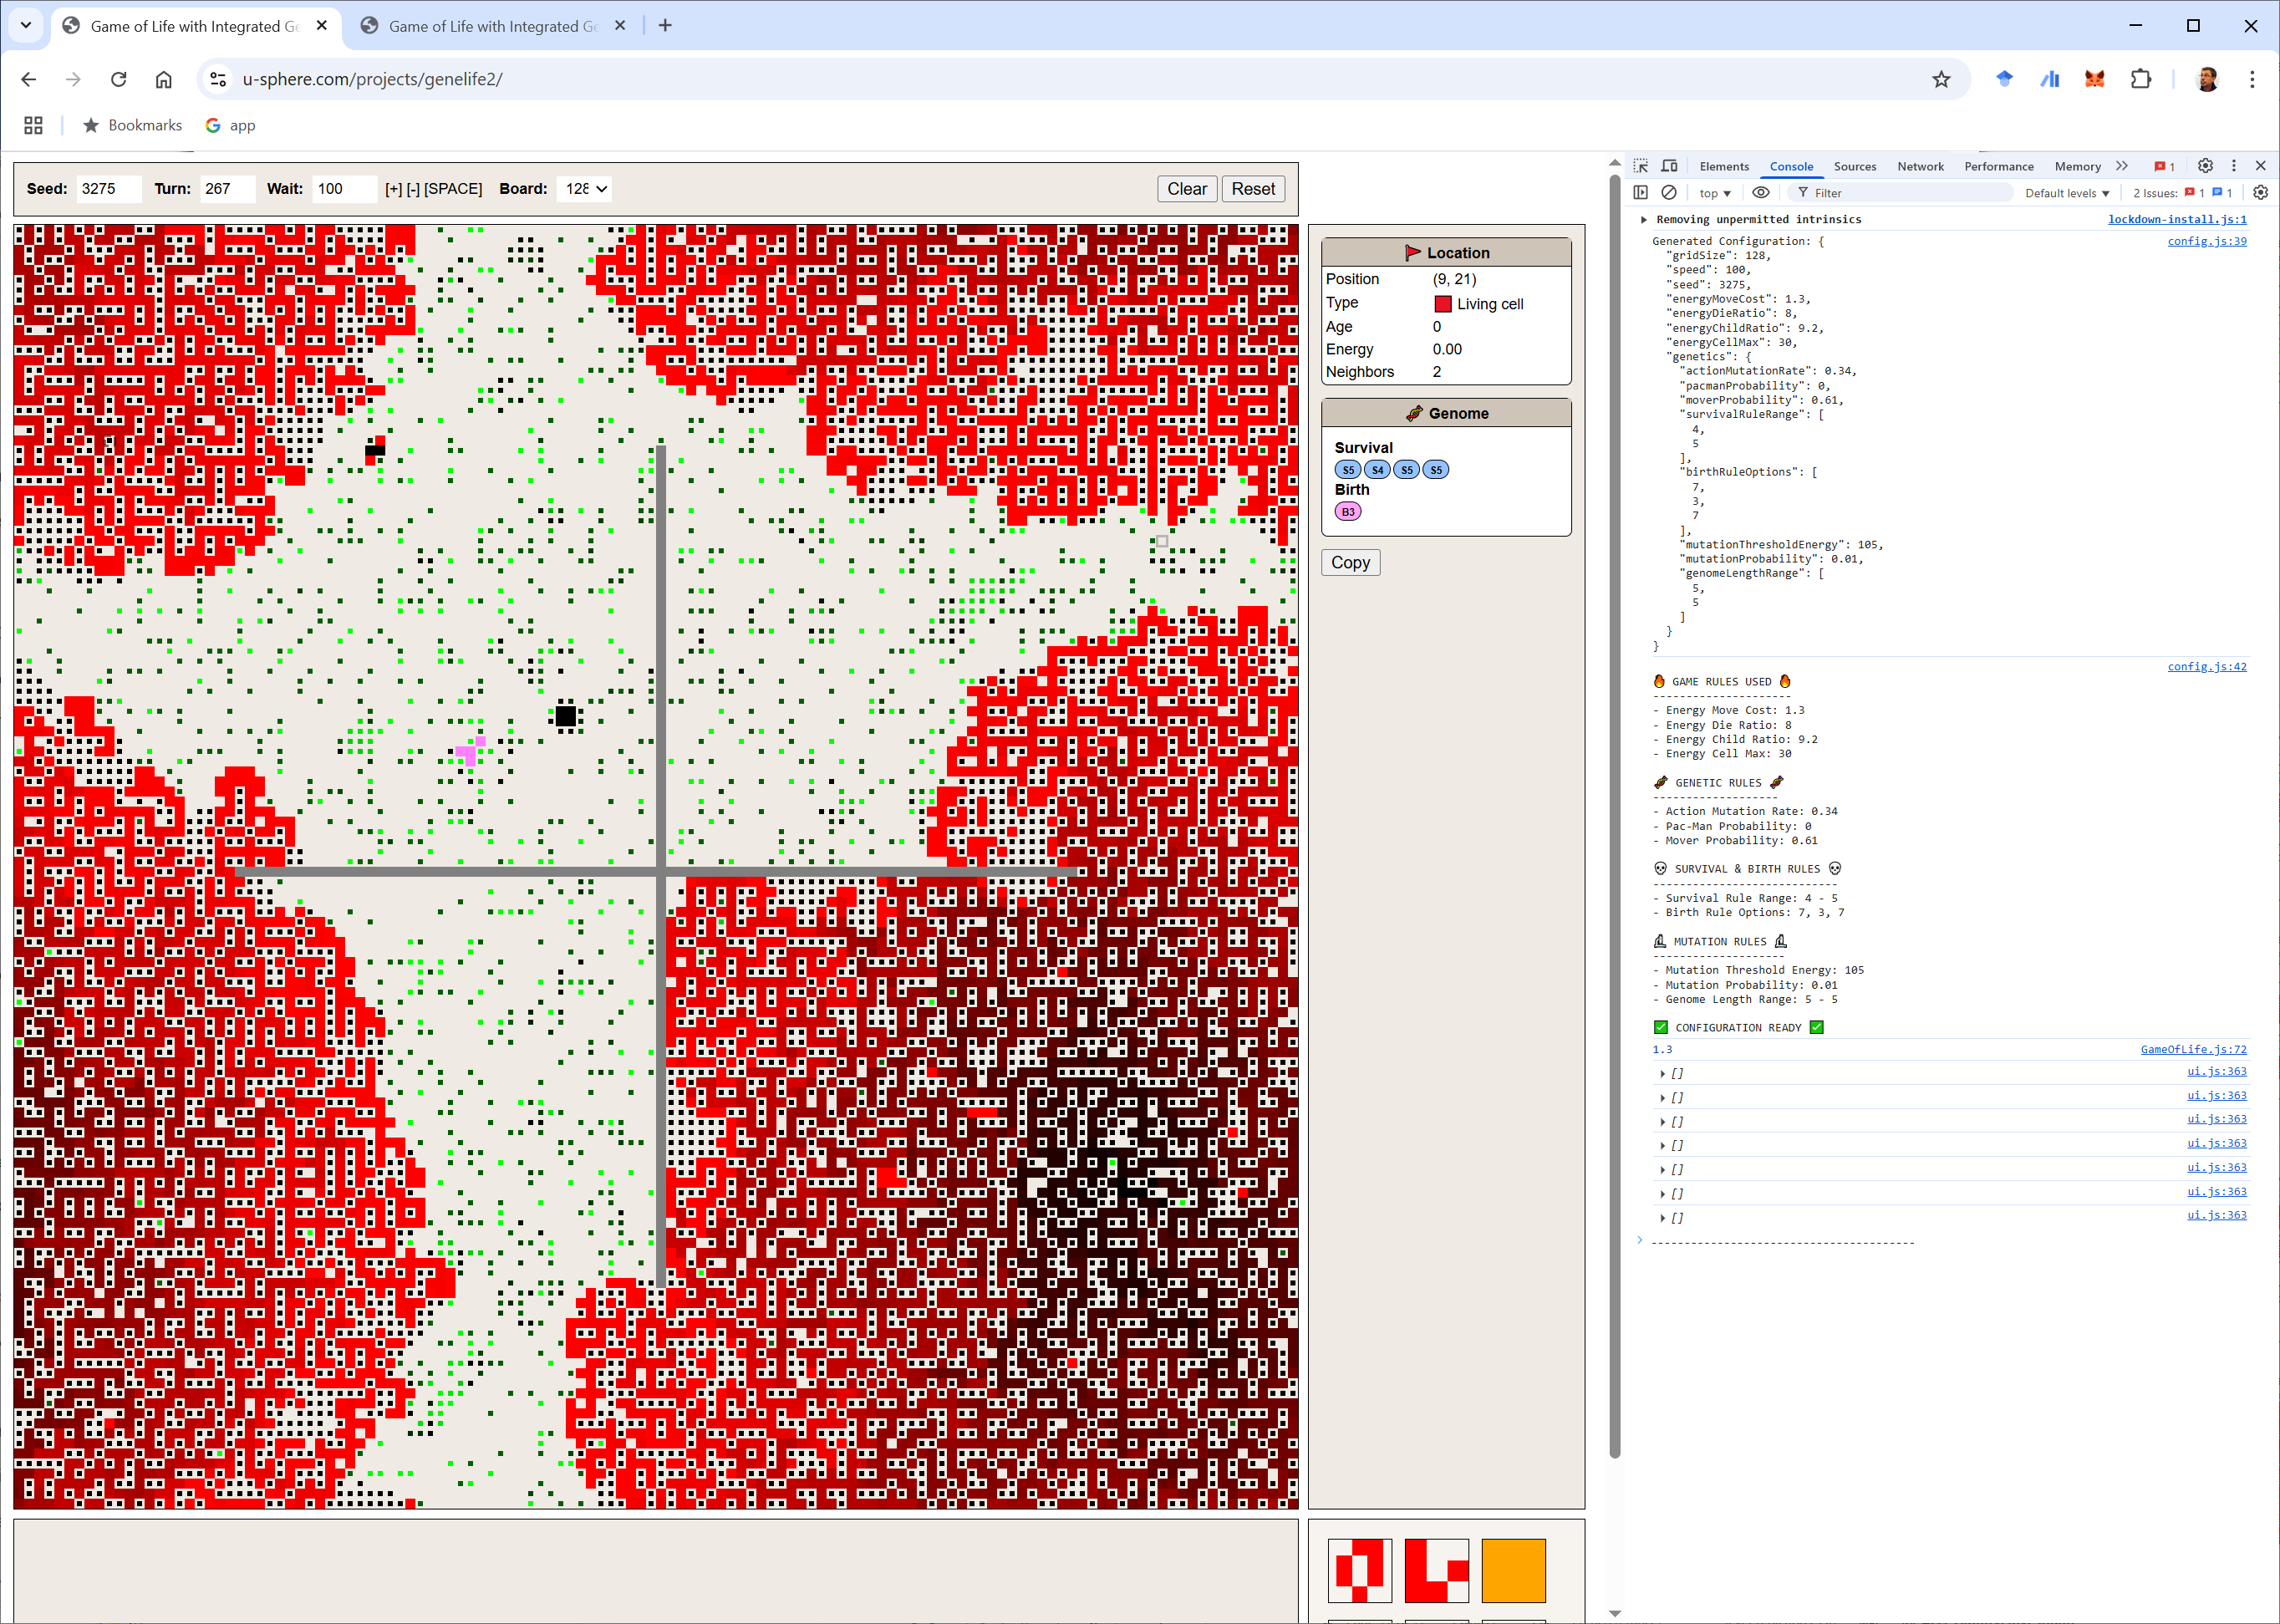 Game of Life with Integrated Ge
Game of Life with Integrated Ge
u-sphere.com/projects/genelife2/
Bookmarks
app
Seed: 3275 Turn: 267 Wait: 100 [+] [-] [SPACE] Board: 128 Clear Reset
Location
Position (9, 21)
Type Living cell
Age 0
Energy 0.00
Neighbors 2
Genome
Survival
S5 S4 S5 S5
Birth
B3
Copy
Elements Console Sources Network Performance Memory 1
top Filter Default levels 2 Issues: 1 1
Removing unpermitted intrinsics lockdown-install.js:1
Generated Configuration: { config.js:39
"gridSize": 128,
"speed": 100,
"seed": 3275,
"energyMoveCost": 1.3,
"energyDieRatio": 8,
"energyChildRatio": 9.2,
"energyCellMax": 30,
"genetics": {
"actionMutationRate": 0.34,
"pacmanProbability": 0,
"moverProbability": 0.61,
"survivalRuleRange": [
4,
5
],
"birthRuleOptions": [
7,
3,
7
],
"mutationThresholdEnergy": 105,
"mutationProbability": 0.01,
"genomeLengthRange": [
5,
5
]
}
}
config.js:42
🔥 GAME RULES USED 🔥
--------------------
- Energy Move Cost: 1.3
- Energy Die Ratio: 8
- Energy Child Ratio: 9.2
- Energy Cell Max: 30
🧬 GENETIC RULES 🧬
------------------
- Action Mutation Rate: 0.34
- Pac-Man Probability: 0
- Mover Probability: 0.61
💀 SURVIVAL & BIRTH RULES 💀
---------------------------
- Survival Rule Range: 4 - 5
- Birth Rule Options: 7, 3, 7
🔬 MUTATION RULES 🔬
-------------------
- Mutation Threshold Energy: 105
- Mutation Probability: 0.01
- Genome Length Range: 5 - 5
✅ CONFIGURATION READY ✅
1.3 GameOfLife.js:72
[] ui.js:363
[] ui.js:363
[] ui.js:363
[] ui.js:363
[] ui.js:363
[] ui.js:363
[] ui.js:363
--------------------------------------